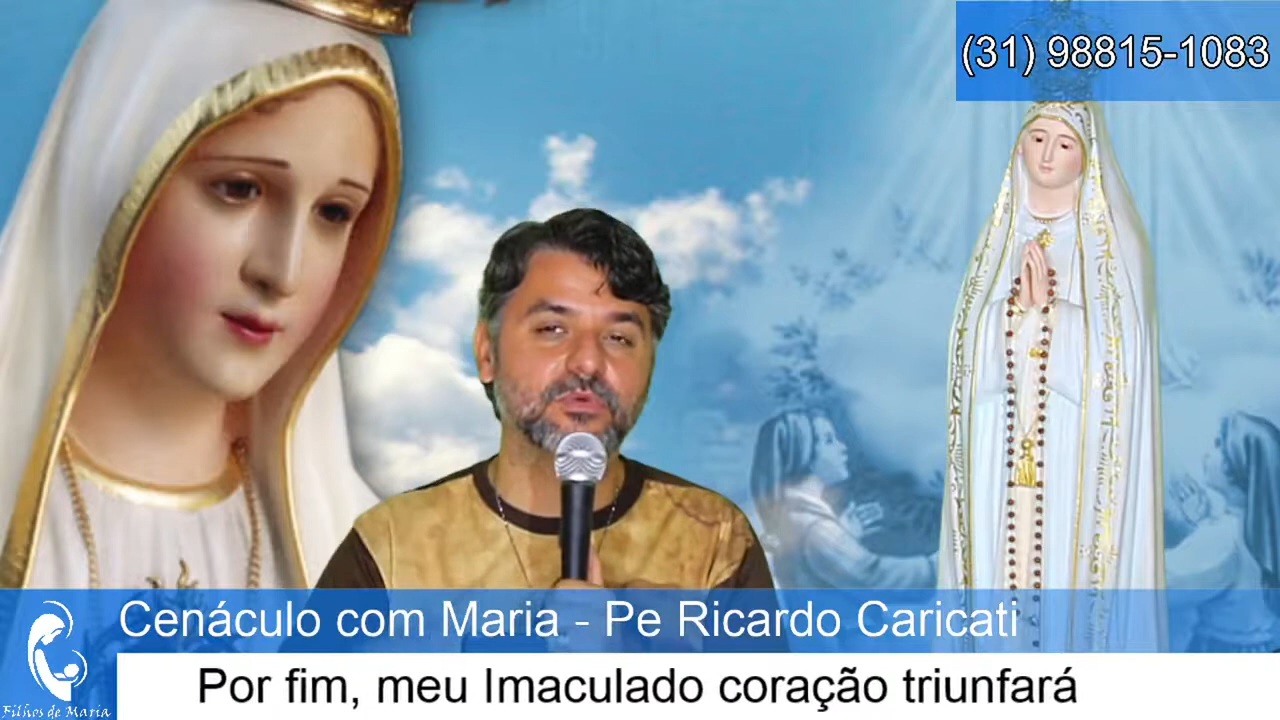 (31) 98815-1083
Cenáculo com Maria - Pe Ricardo Caricati
Por fim, meu Imaculado coração triunfará
Filhos de Maria